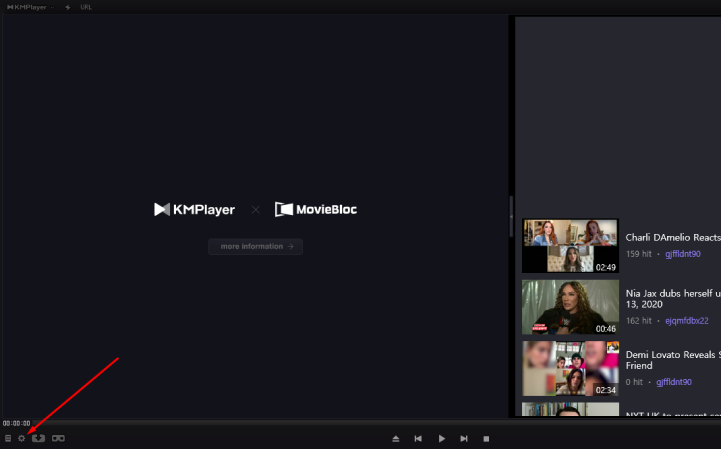 KMPlayer
URL
KMPlayer × MovieBloc
more information →
02:49
Charli DAmelio Reacts
159 hit · gjffldnt90
00:46
Nia Jax dubs herself u
13, 2020
162 hit · ejqmfdbx22
02:34
Demi Lovato Reveals S
Friend
0 hit · gjffldnt90
NXT UK to present
00:00:00